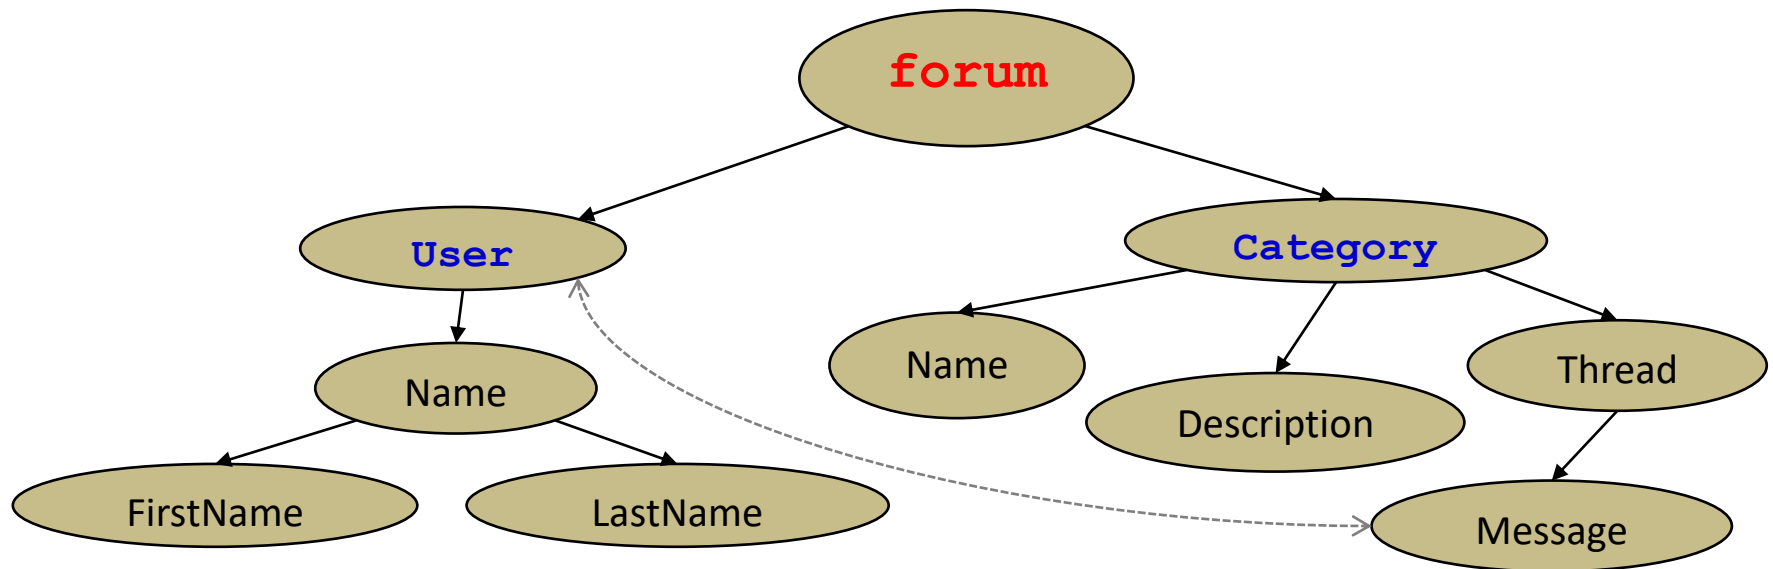 forum
User
Category
Name
Name
Description
Thread
FirstName
LastName
Message